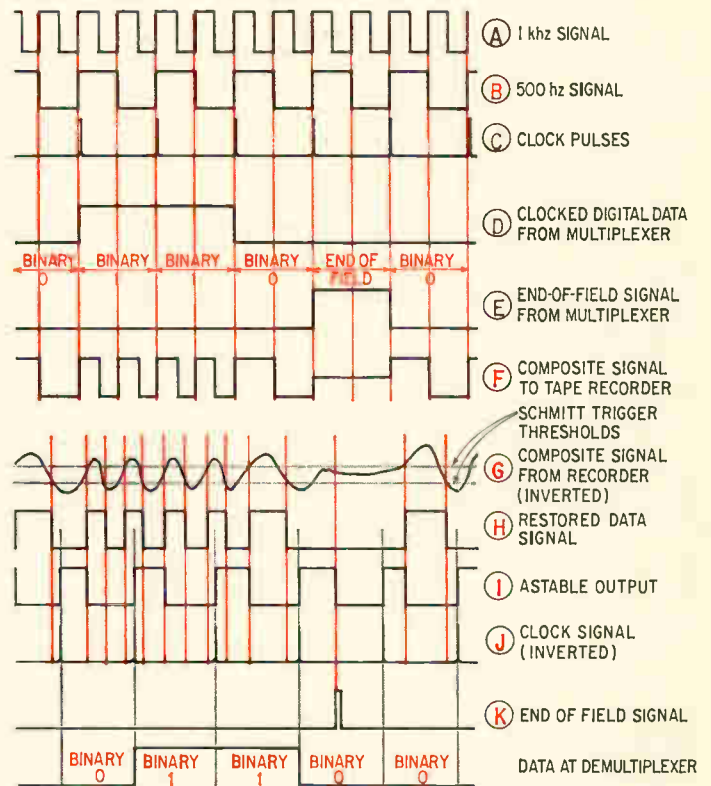 A 1 khz SIGNAL
B 500 hz SIGNAL
C CLOCK PULSES
D CLOCKED DIGITAL DATA
FROM MULTIPLEXER
BINARY BINARY BINARY BINARY END OF BINARY
0 1 1 0 FIELD 0
E END-OF-FIELD SIGNAL
FROM MULTIPLEXER
F COMPOSITE SIGNAL
TO TAPE RECORDER
SCHMITT TRIGGER
THRESHOLDS
G COMPOSITE SIGNAL
FROM RECORDER
(INVERTED)
H RESTORED DATA
SIGNAL
I ASTABLE OUTPUT
J CLOCK SIGNAL
(INVERTED)
K END OF FIELD SIGNAL
BINARY BINARY BINARY BINARY BINARY
0 1 1 0 0
DATA AT DEMULTIPLEXER